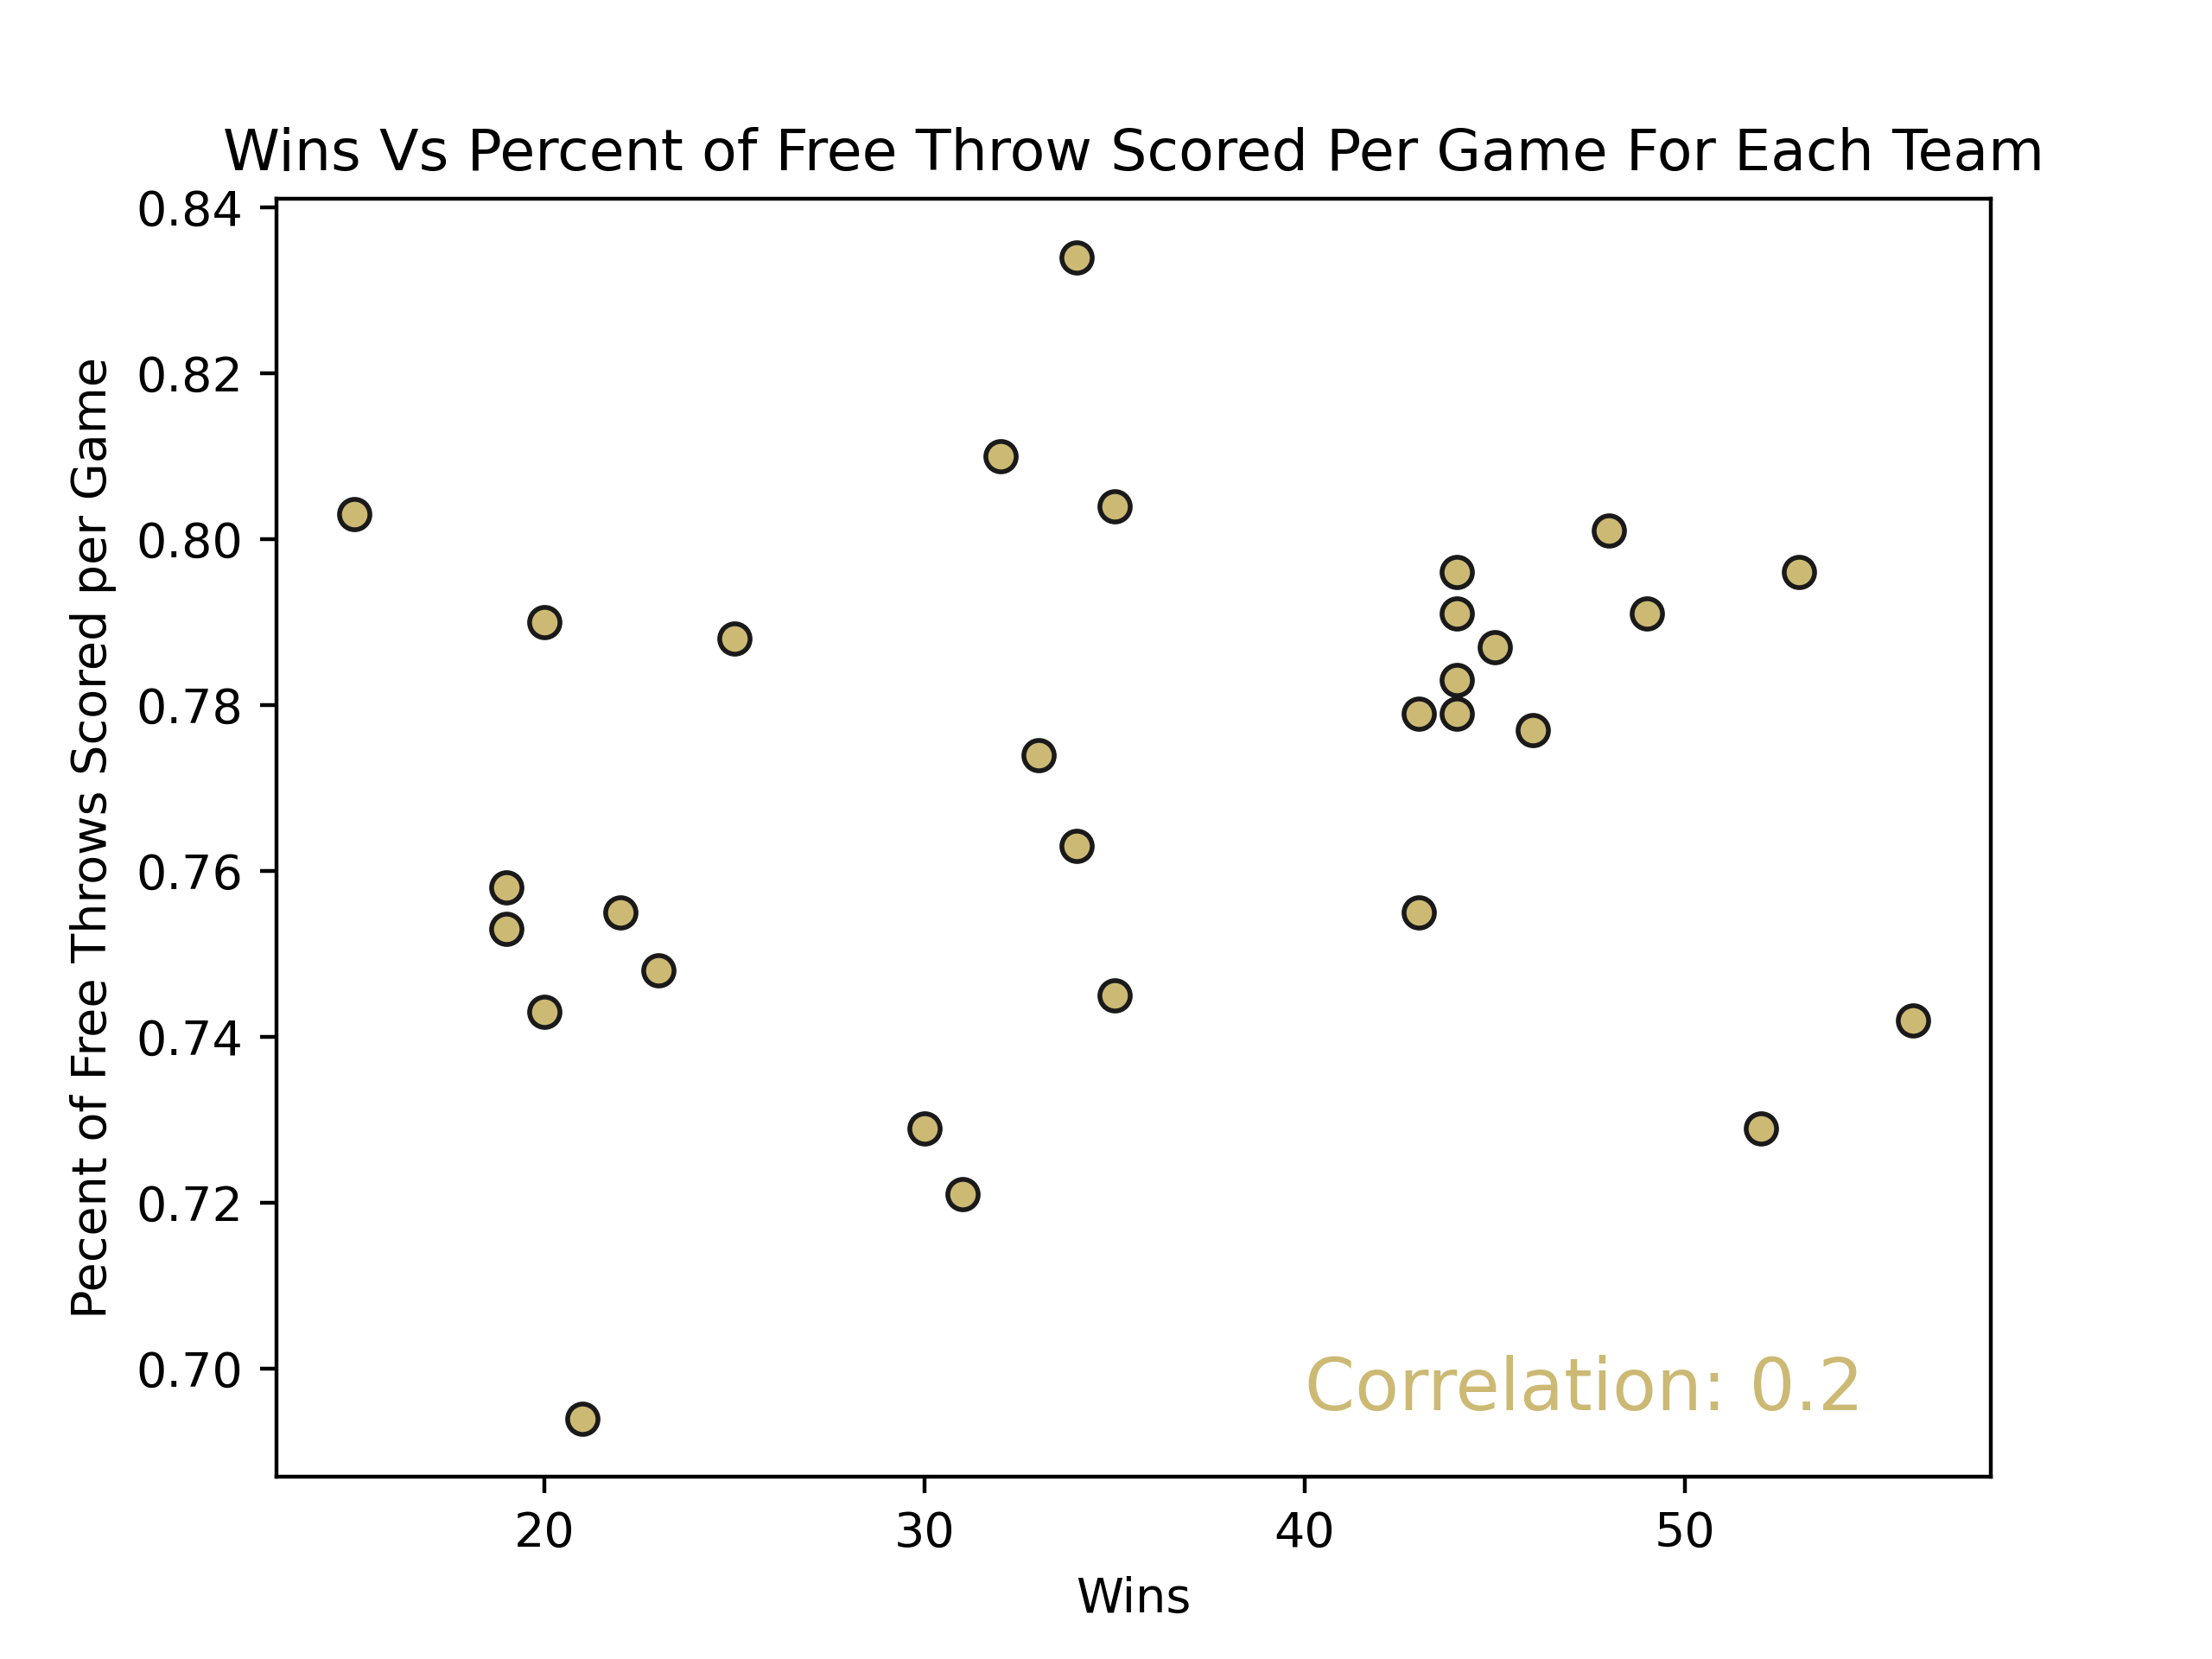 Wins Vs Percent of Free Throw Scored Per Game For Each Team
Pecent of Free Throws Scored per Game
0.84
0.82
0.80
0.78
0.76
0.74
0.72
0.70
Correlation: 0.2
20 30 40 50
Wins